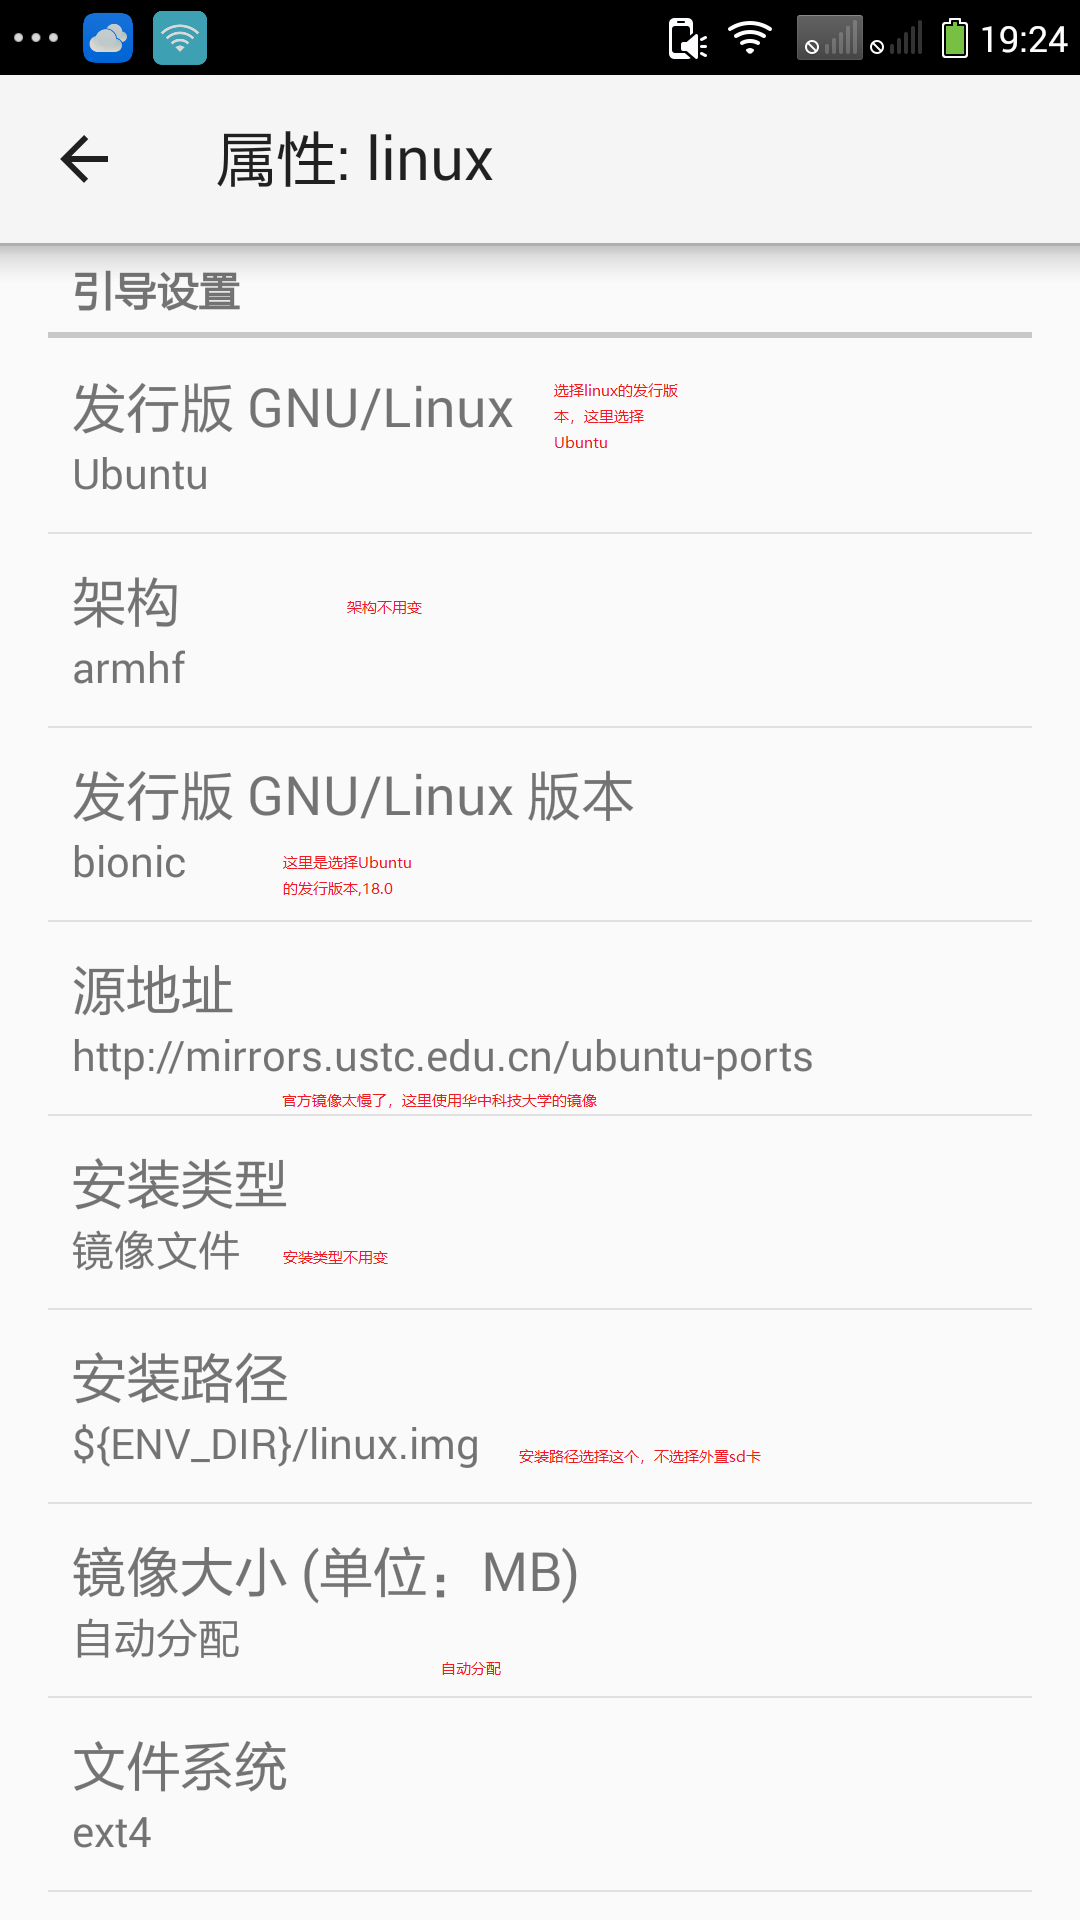 19:24
属性: linux
引导设置
发行版 GNU/Linux
选择linux的发行版
本，这里选择
Ubuntu
Ubuntu
架构
架构不用变
armhf
发行版 GNU/Linux 版本
bionic
这里是选择Ubuntu
的发行版本,18.0
源地址
http://mirrors.ustc.edu.cn/ubuntu-ports
官方镜像太慢了，这里使用华中科技大学的镜像
安装类型
镜像文件
安装类型不用变
安装路径
${ENV_DIR}/linux.img
安装路径选择这个，不选择外置sd卡
镜像大小 (单位：MB)
自动分配
自动分配
文件系统
ext4